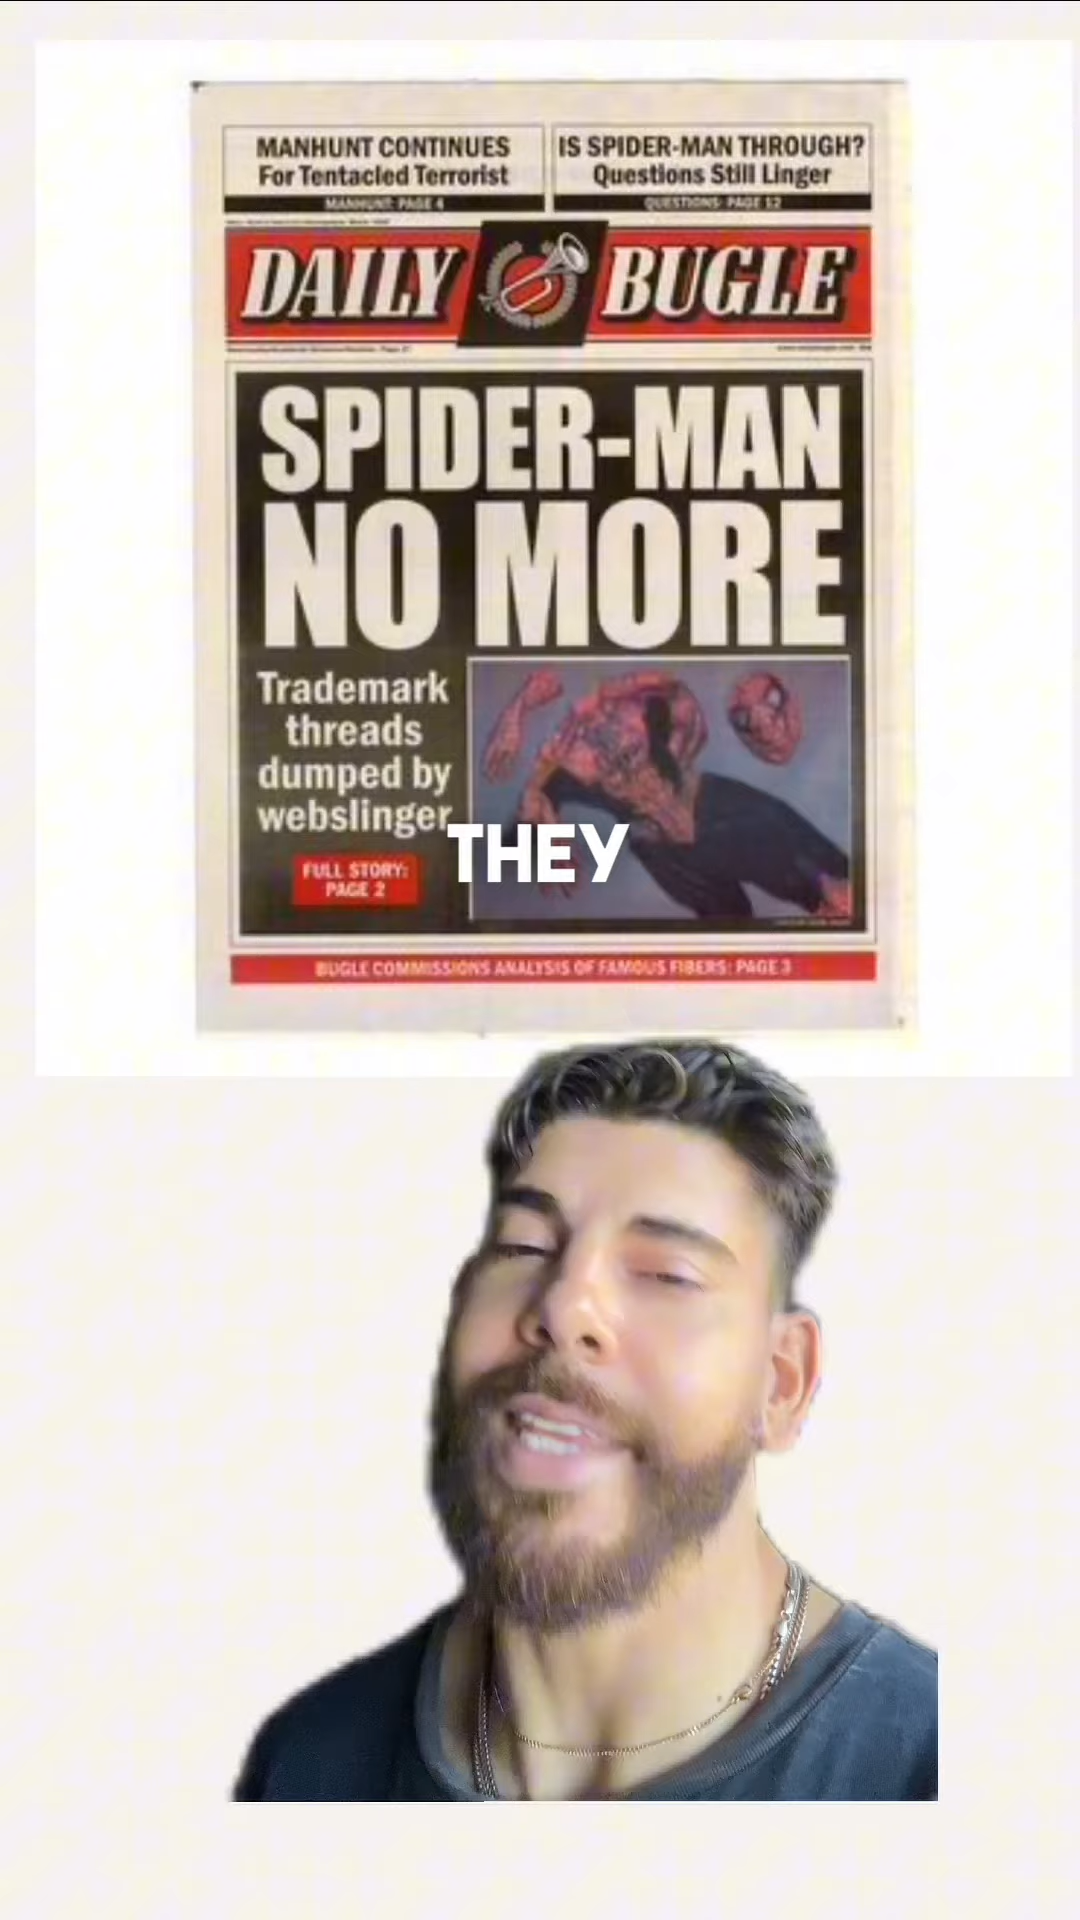 MANHUNT CONTINUES
For Tentacled Terrorist
MANHUNT: PAGE 4
IS SPIDER-MAN THROUGH?
Questions Still Linger
QUESTIONS: PAGE 12
DAILY BUGLE
SPIDER-MAN
NO MORE
Trademark
threads
dumped by
webslinger
FULL STORY:
PAGE 2
THEY
BUGLE COMMISSIONS ANALYSIS OF FAMOUS FIBERS: PAGE 3